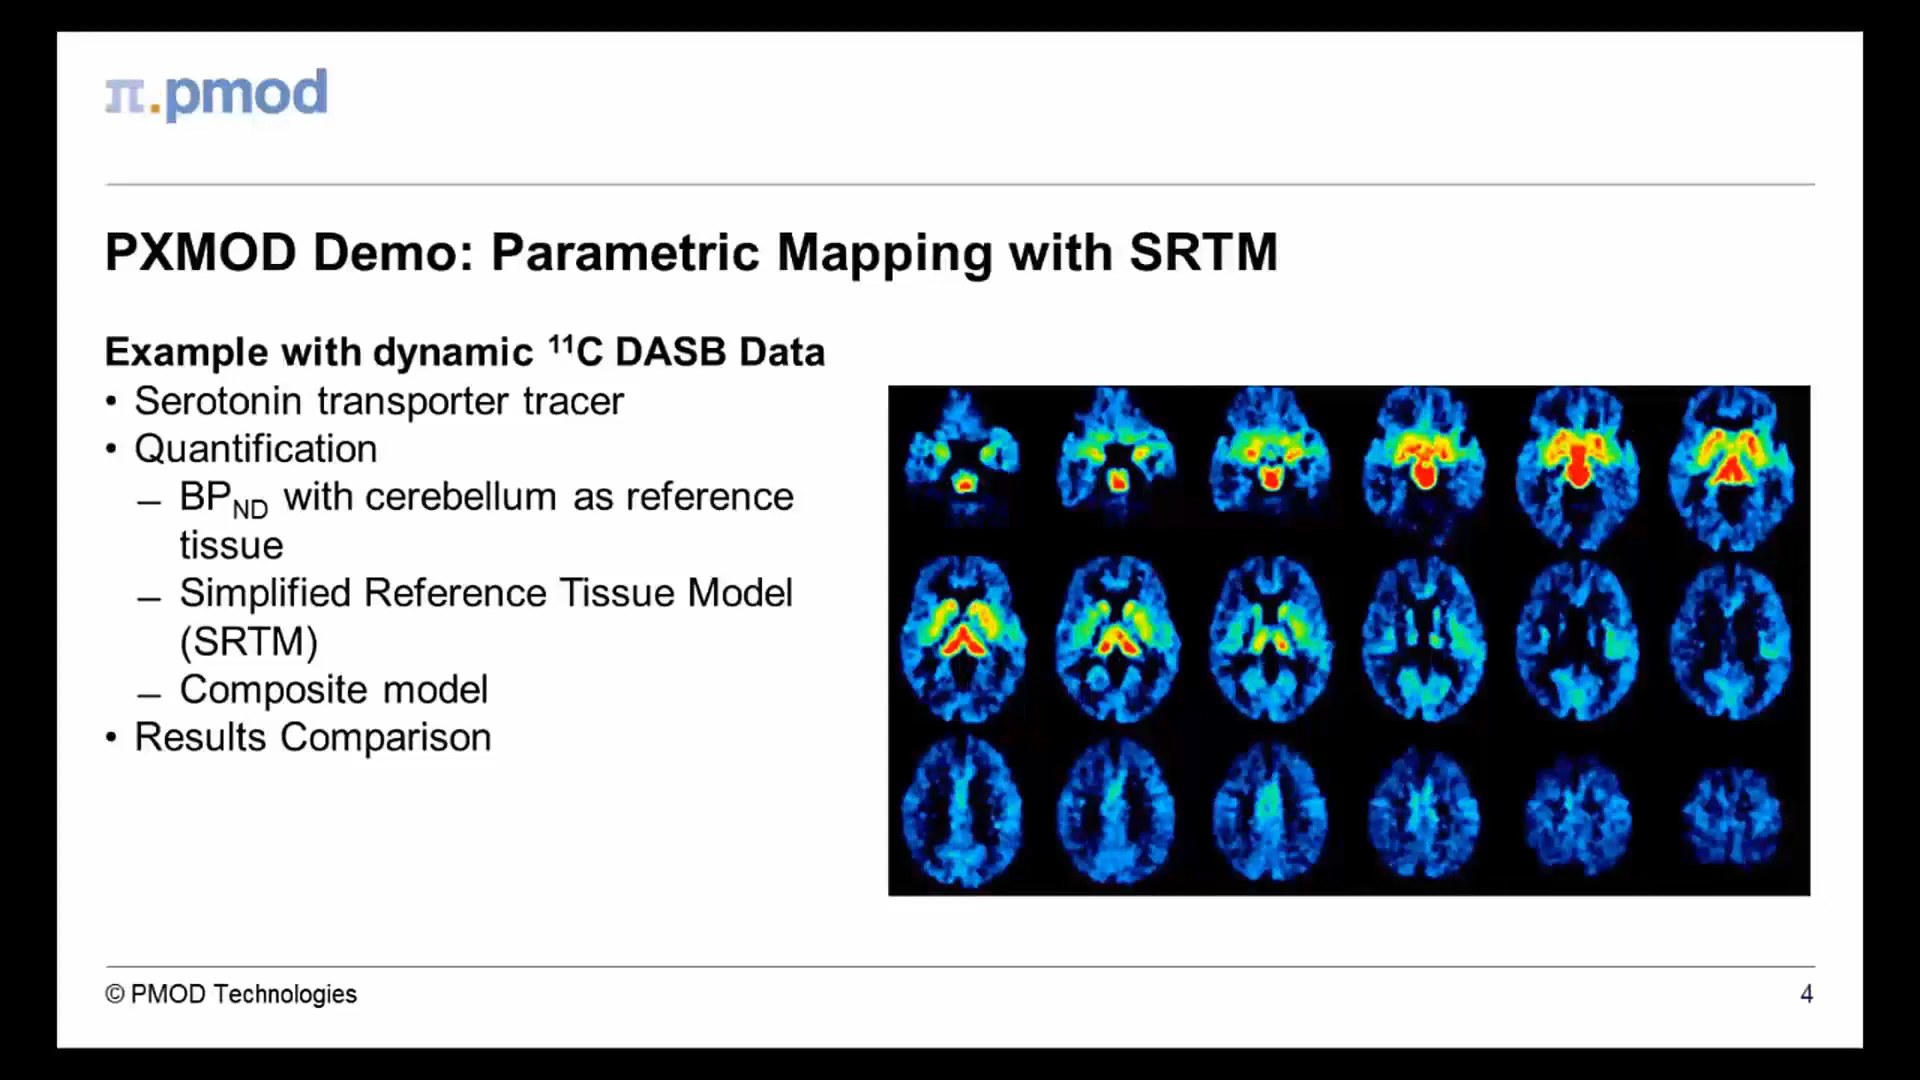 π.pmod
PXMOD Demo: Parametric Mapping with SRTM
Example with dynamic ¹¹C DASB Data
• Serotonin transporter tracer
• Quantification
– BP_ND with cerebellum as reference
tissue
– Simplified Reference Tissue Model
(SRTM)
– Composite model
• Results Comparison
© PMOD Technologies
4